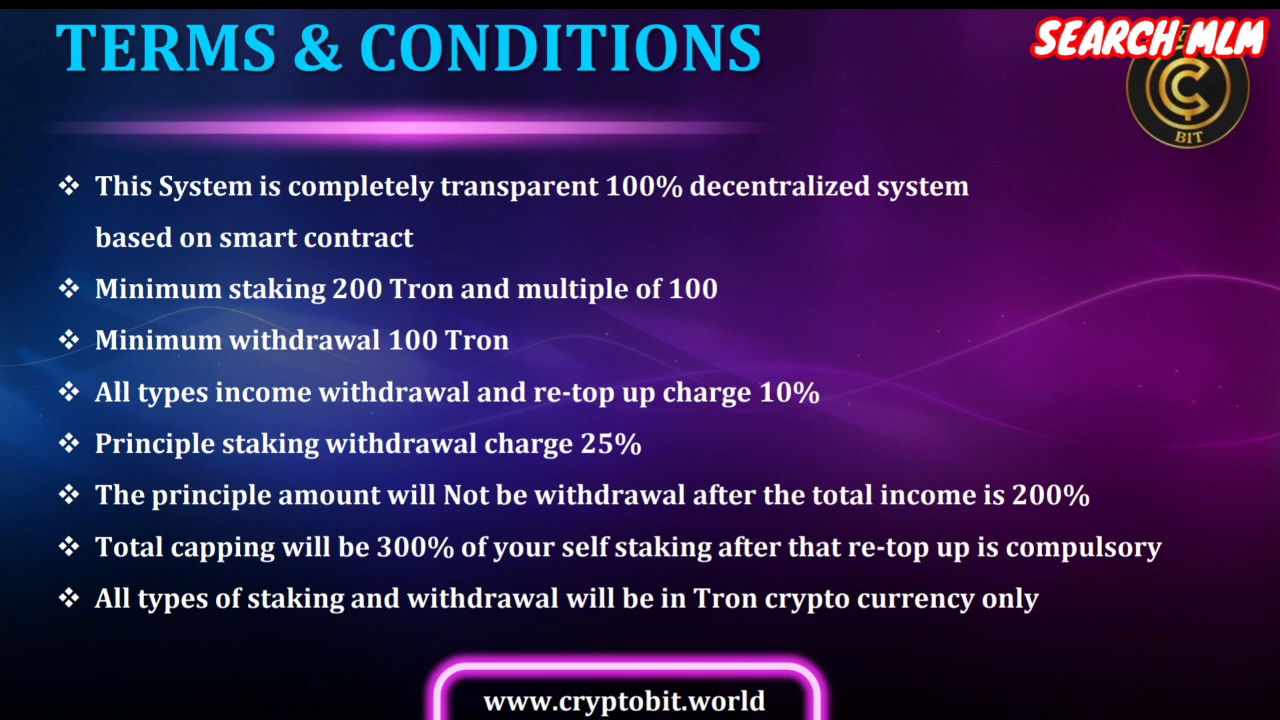 TERMS & CONDITIONS
SEARCH MLM
BIT
❖ This System is completely transparent 100% decentralized system
based on smart contract
❖ Minimum staking 200 Tron and multiple of 100
❖ Minimum withdrawal 100 Tron
❖ All types income withdrawal and re-top up charge 10%
❖ Principle staking withdrawal charge 25%
❖ The principle amount will Not be withdrawal after the total income is 200%
❖ Total capping will be 300% of your self staking after that re-top up is compulsory
❖ All types of staking and withdrawal will be in Tron crypto currency only
www.cryptobit.world